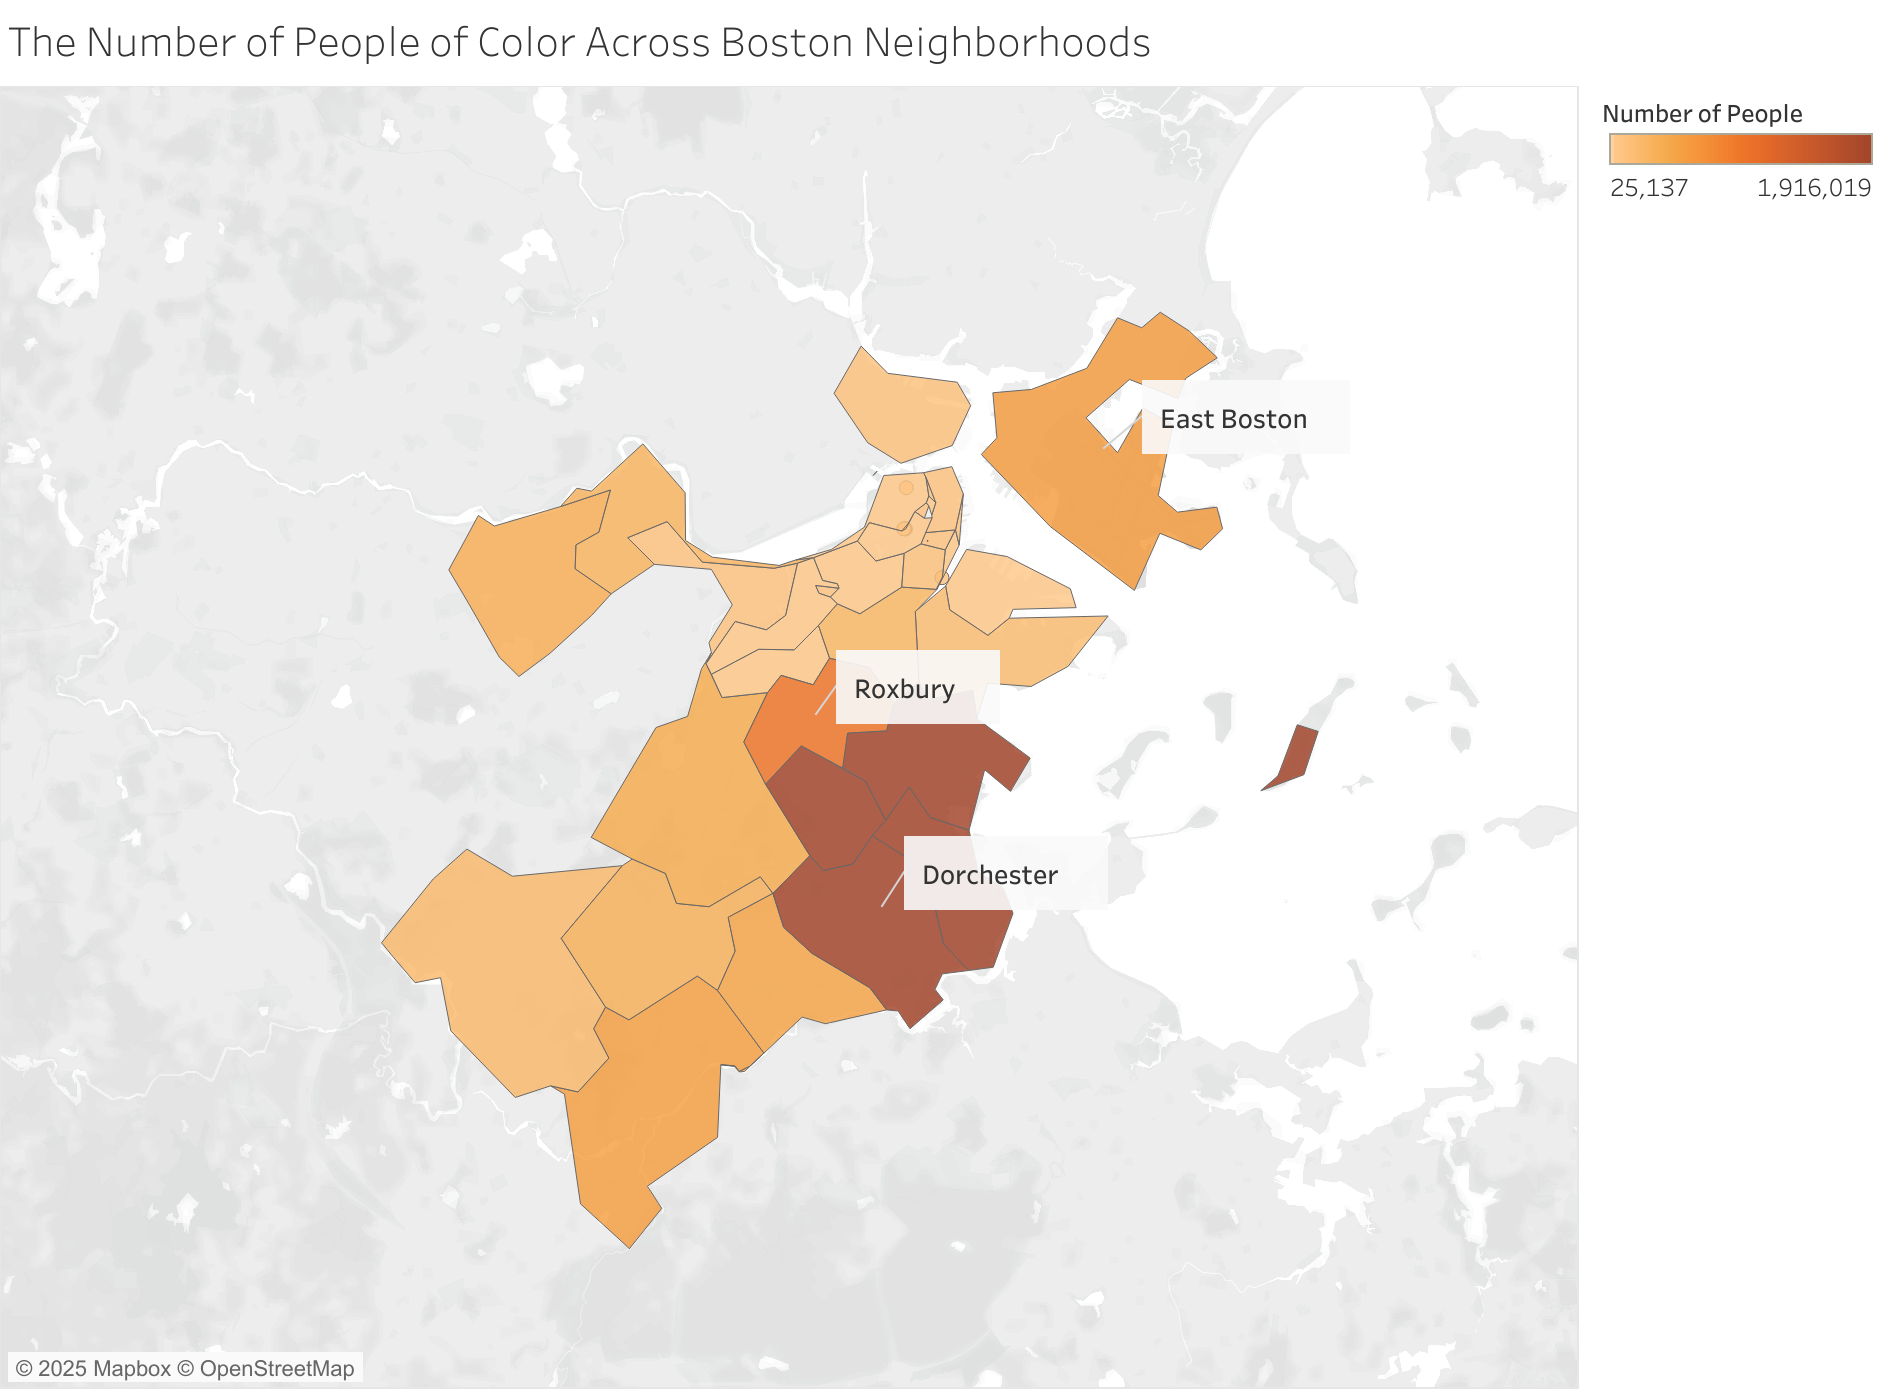 The Number of People of Color Across Boston Neighborhoods
Number of People
25,137 1,916,019
East Boston
Roxbury
Dorchester
© 2025 Mapbox © OpenStreetMap